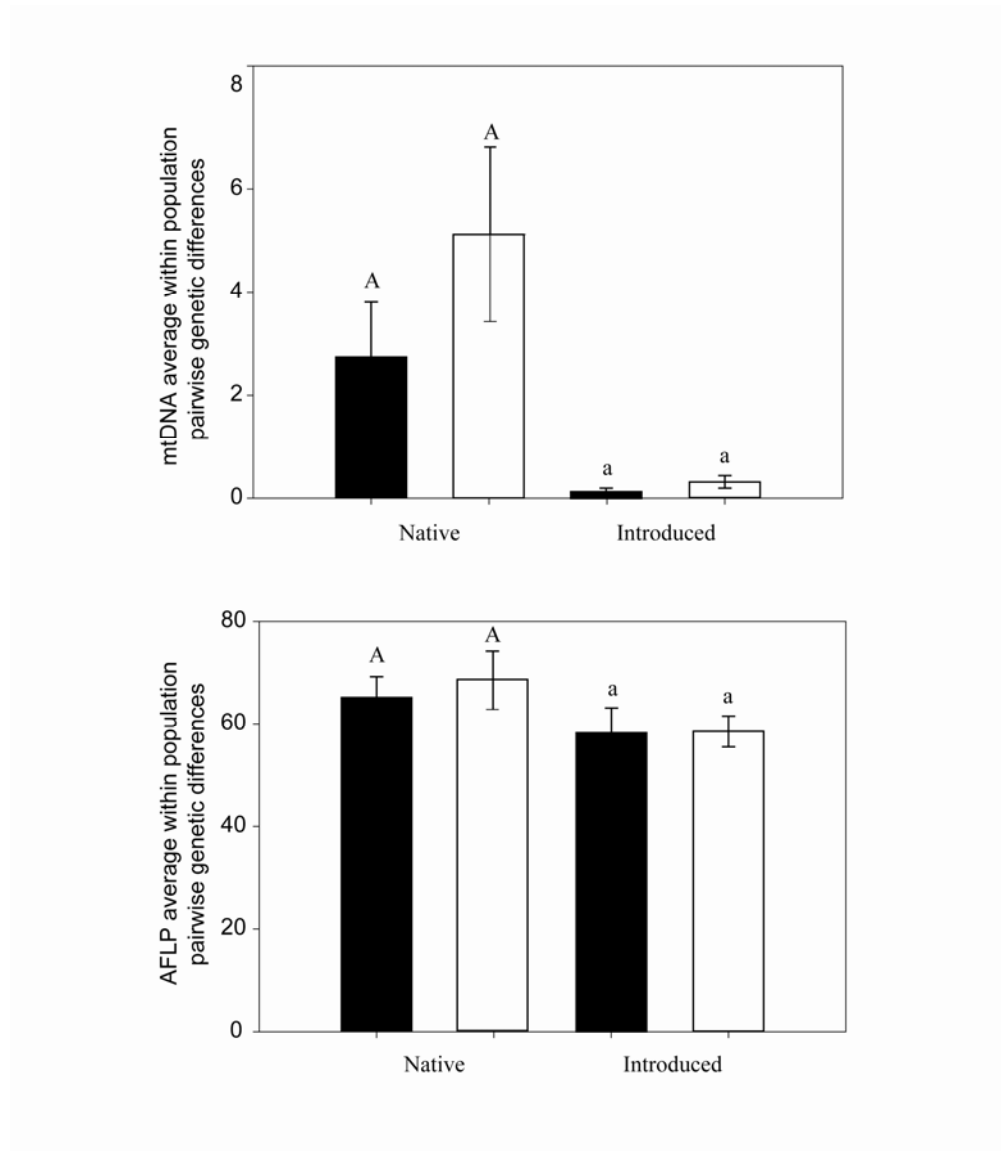 mtDNA average within population
pairwise genetic differences
8
6
4
2
0
A
A
a
a
Native
Introduced
AFLP average within population
pairwise genetic differences
80
60
40
20
0
A
A
a
a
Native
Introduced